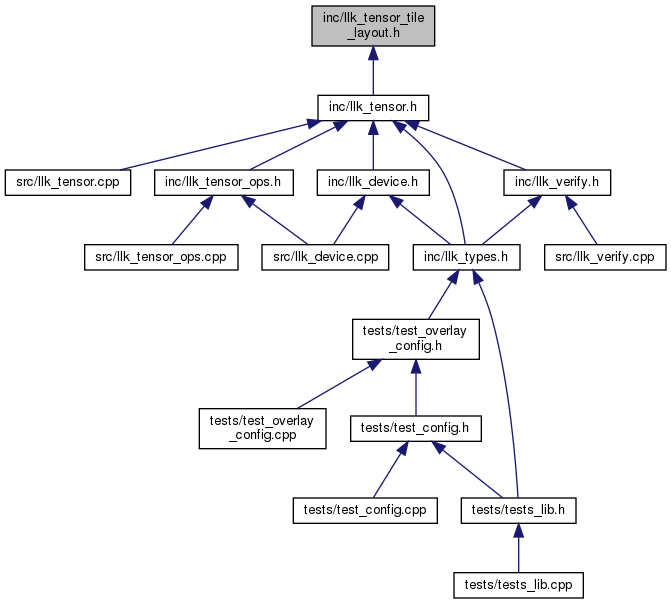 inc/llk_tensor_tile
_layout.h
inc/llk_tensor.h
src/llk_tensor.cpp
inc/llk_tensor_ops.h
inc/llk_device.h
inc/llk_verify.h
src/llk_tensor_ops.cpp
src/llk_device.cpp
inc/llk_types.h
src/llk_verify.cpp
tests/test_overlay
_config.h
tests/test_overlay
_config.cpp
tests/test_config.h
tests/test_config.cpp
tests/tests_lib.h
tests/tests_lib.cpp